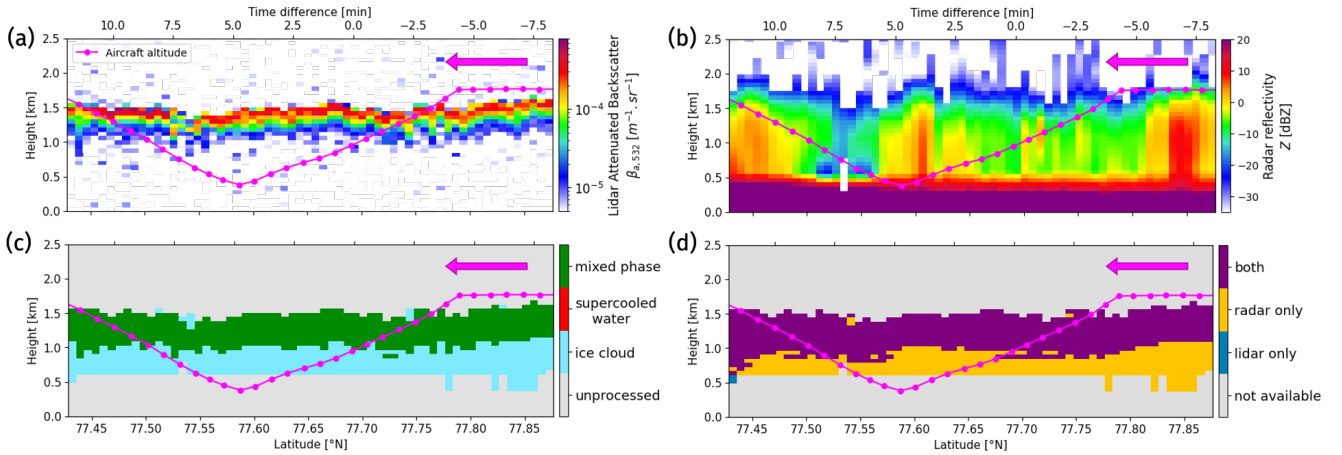 Time difference [min]
10.0 7.5 5.0 2.5 0.0 -2.5 -5.0 -7.5
(a)
Aircraft altitude
2.5
2.0
1.5
1.0
0.5
0.0
Height [km]
10⁻⁴
10⁻⁵
Lidar Attenuated Backscatter
βa,532 [m⁻¹.sr⁻¹]
Time difference [min]
10.0 7.5 5.0 2.5 0.0 -2.5 -5.0 -7.5
(b)
2.5
2.0
1.5
1.0
0.5
0.0
Height [km]
20
10
0
−10
−20
−30
Radar reflectivity
Z [dBZ]
(c)
2.5
2.0
1.5
1.0
0.5
0.0
Height [km]
mixed phase
supercooled
water
ice cloud
unprocessed
77.45 77.50 77.55 77.60 77.65 77.70 77.75 77.80 77.85
Latitude [°N]
(d)
2.5
2.0
1.5
1.0
0.5
0.0
Height [km]
both
radar only
lidar only
not available
77.45 77.50 77.55 77.60 77.65 77.70 77.75 77.80 77.85
Latitude [°N]